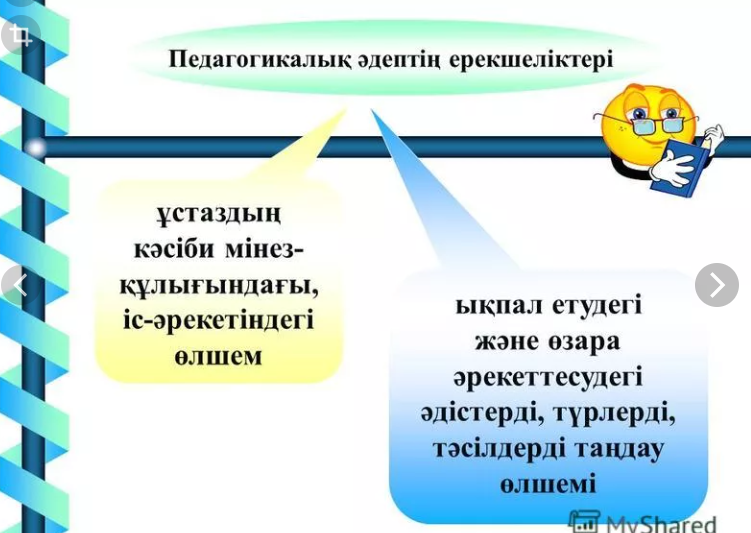 Педагогикалық әдептің ерекшеліктері
ұстаздың
кәсіби мінез-
құлығындағы,
іс-әрекетіндегі
өлшем
ықпал етудегі
және өзара
әрекеттесудегі
әдістерді, түрлерді,
тәсілдерді таңдау
өлшемі
MyShared